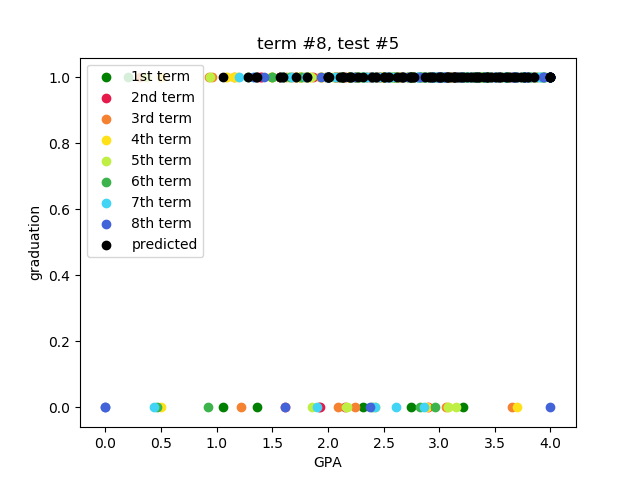 term #8, test #5
1.0
0.8
0.6
0.4
0.2
0.0
graduation
1st term
2nd term
3rd term
4th term
5th term
6th term
7th term
8th term
predicted
0.0 0.5 1.0 1.5 2.0 2.5 3.0 3.5 4.0
GPA